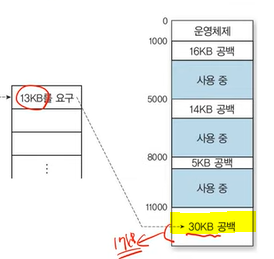 0
운영체제
1000
16KB 공백
사용 중
13KB를 요구
5000
14KB 공백
사용 중
8000
5KB 공백
사용 중
11000
30KB 공백
17KB